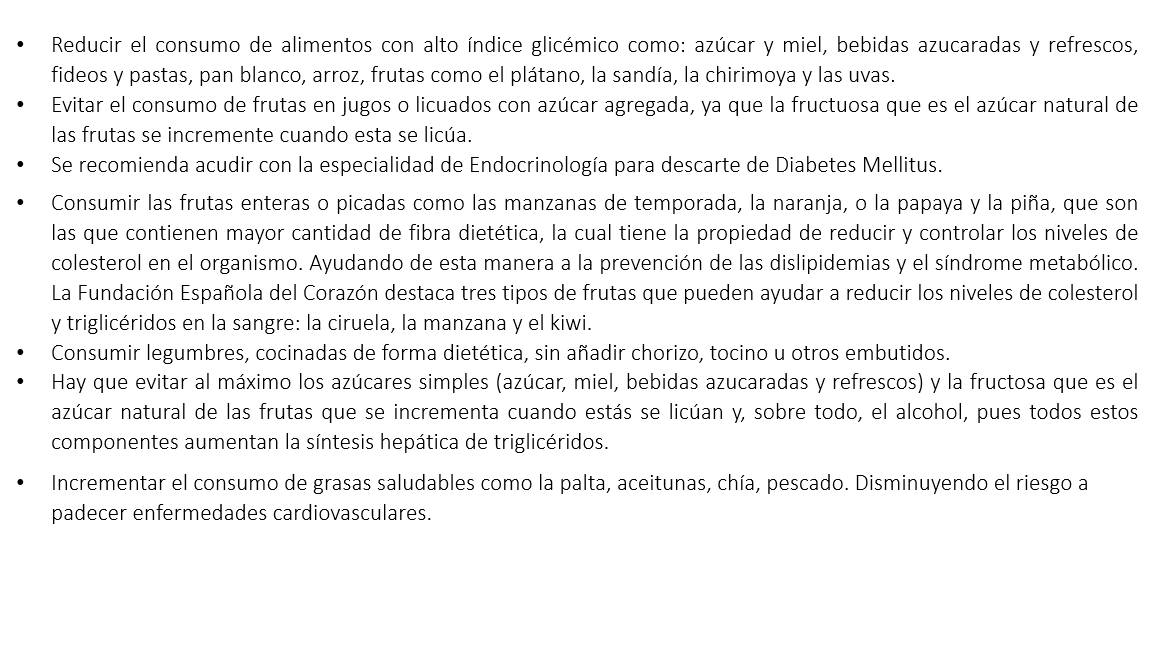 • Reducir el consumo de alimentos con alto índice glicémico como: azúcar y miel, bebidas azucaradas y refrescos,
fideos y pastas, pan blanco, arroz, frutas como el plátano, la sandía, la chirimoya y las uvas.
• Evitar el consumo de frutas en jugos o licuados con azúcar agregada, ya que la fructuosa que es el azúcar natural de
las frutas se incremente cuando esta se licúa.
• Se recomienda acudir con la especialidad de Endocrinología para descarte de Diabetes Mellitus.
• Consumir las frutas enteras o picadas como las manzanas de temporada, la naranja, o la papaya y la piña, que son
las que contienen mayor cantidad de fibra dietética, la cual tiene la propiedad de reducir y controlar los niveles de
colesterol en el organismo. Ayudando de esta manera a la prevención de las dislipidemias y el síndrome metabólico.
La Fundación Española del Corazón destaca tres tipos de frutas que pueden ayudar a reducir los niveles de colesterol
y triglicéridos en la sangre: la ciruela, la manzana y el kiwi.
• Consumir legumbres, cocinadas de forma dietética, sin añadir chorizo, tocino u otros embutidos.
• Hay que evitar al máximo los azúcares simples (azúcar, miel, bebidas azucaradas y refrescos) y la fructosa que es el
azúcar natural de las frutas que se incrementa cuando estás se licúan y, sobre todo, el alcohol, pues todos estos
componentes aumentan la síntesis hepática de triglicéridos.
• Incrementar el consumo de grasas saludables como la palta, aceitunas, chía, pescado. Disminuyendo el riesgo a
padecer enfermedades cardiovasculares.